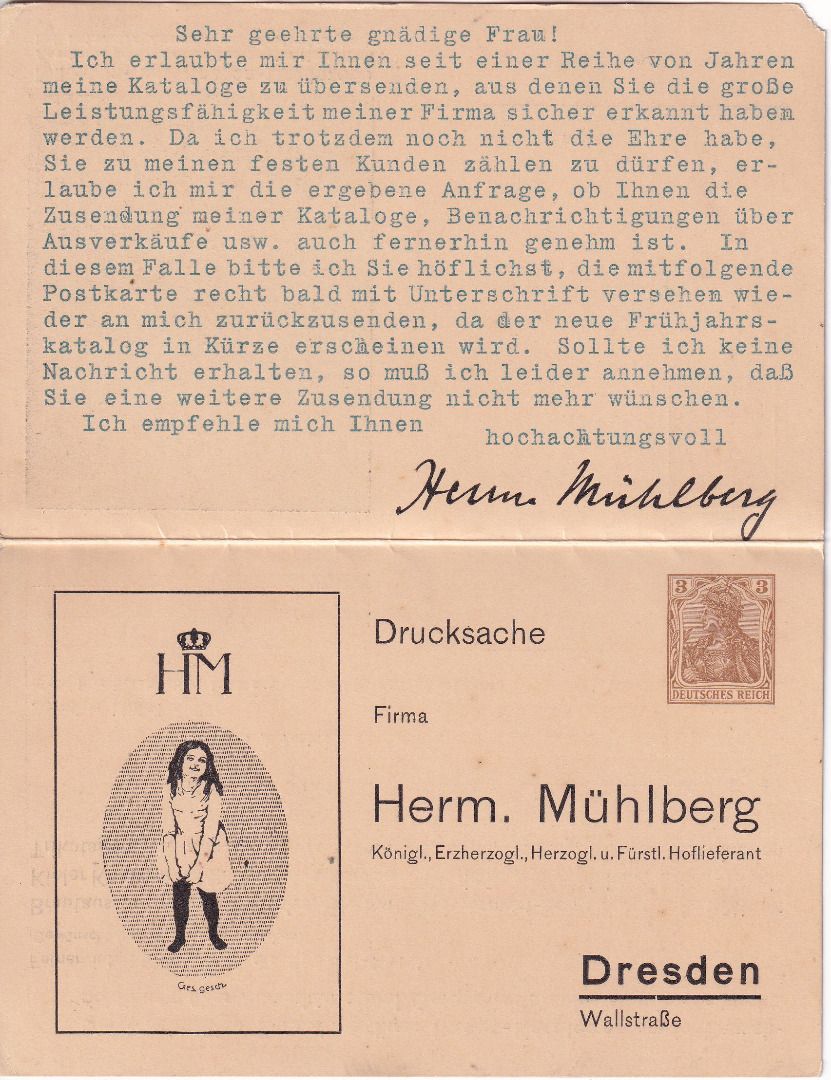 Sehr geehrte gnädige Frau!
Ich erlaubte mir Ihnen seit einer Reihe von Jahren
meine Kataloge zu übersenden, aus denen Sie die große
Leistungsfähigkeit meiner Firma sicher erkannt haben
werden. Da ich trotzdem noch nicht die Ehre habe,
Sie zu meinen festen Kunden zählen zu dürfen, er-
laube ich mir die ergebene Anfrage, ob Ihnen die
Zusendung meiner Kataloge, Benachrichtigungen über
Ausverkäufe usw. auch fernerhin genehm ist. In
diesem Falle bitte ich Sie höflichst, die mitfolgende
Postkarte recht bald mit Unterschrift versehen wie-
der an mich zurückzusenden, da der neue Frühjahrs-
katalog in Kürze erscheinen wird. Sollte ich keine
Nachricht erhalten, so muß ich leider annehmen, daß
Sie eine weitere Zusendung nicht mehr wünschen.
Ich empfehle mich Ihnen
hochachtungsvoll
Herm. Mühlberg
3 3
DEUTSCHES REICH
Drucksache
Firma
Herm. Mühlberg
Königl., Erzherzogl., Herzogl. u. Fürstl. Hoflieferant
Dresden
Wallstraße
HM
Ges. gesch.